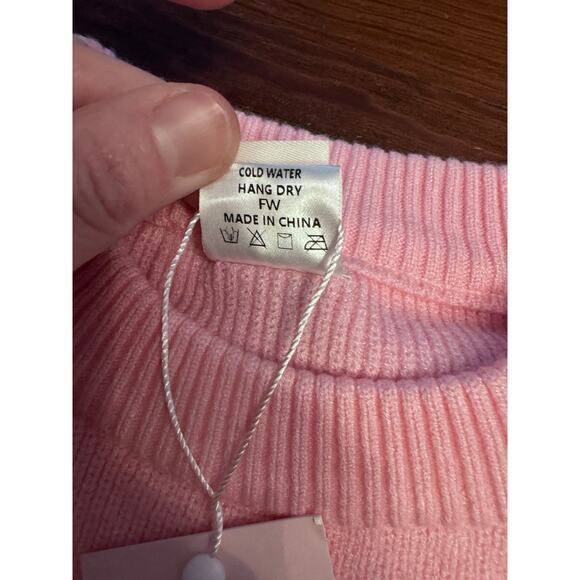 COLD WATER
HANG DRY
FW
MADE IN CHINA